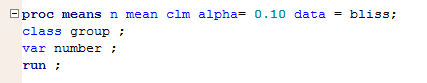 proc means n mean clm alpha= 0.10 data = bliss;
class group ;
var number ;
run ;